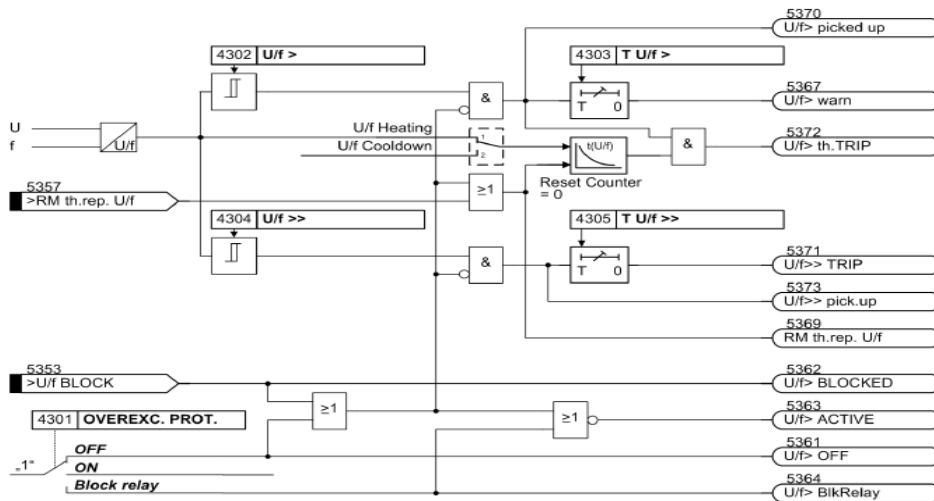 5370
U/f> picked up
4302 U/f >
4303 T U/f >
5367
U/f> warn
&
T 0
U
f
U/f
U/f Heating
1
t(U/f)
5372
U/f> th.TRIP
&
U/f Cooldown
2
5357
>RM th.rep. U/f
≥1
Reset Counter
= 0
4304 U/f >>
4305 T U/f >>
&
T 0
5371
U/f>> TRIP
5373
U/f>> pick.up
5369
RM th.rep. U/f
5353
>U/f BLOCK
5362
U/f> BLOCKED
≥1
≥1
5363
U/f> ACTIVE
4301 OVEREXC. PROT.
5361
U/f> OFF
OFF
„1“
ON
Block relay
5364
U/f> BlkRelay